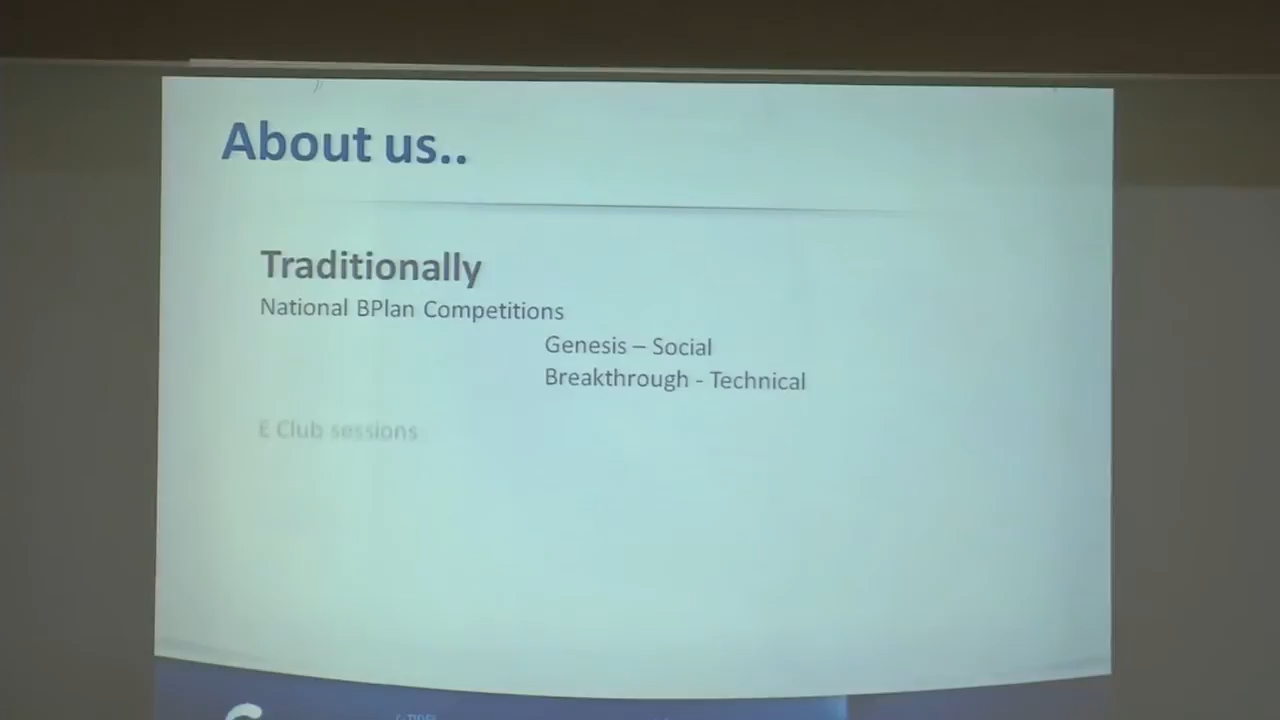 About us..
Traditionally
National BPlan Competitions
Genesis – Social
Breakthrough - Technical
E Club sessions